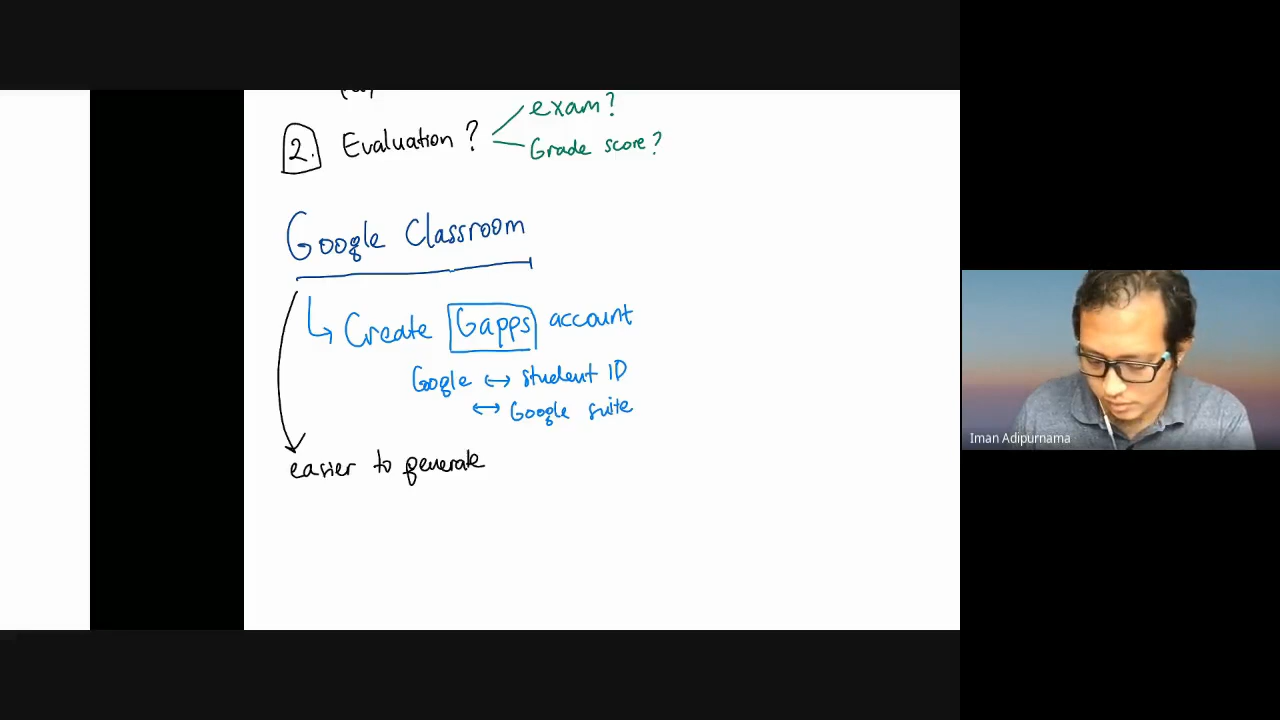 2. Evaluation ?
exam?
Grade score?
Google Classroom
Create Gapps account
Google ↔ student ID
↔ Google suite
easier to generate
Iman Adipurnama